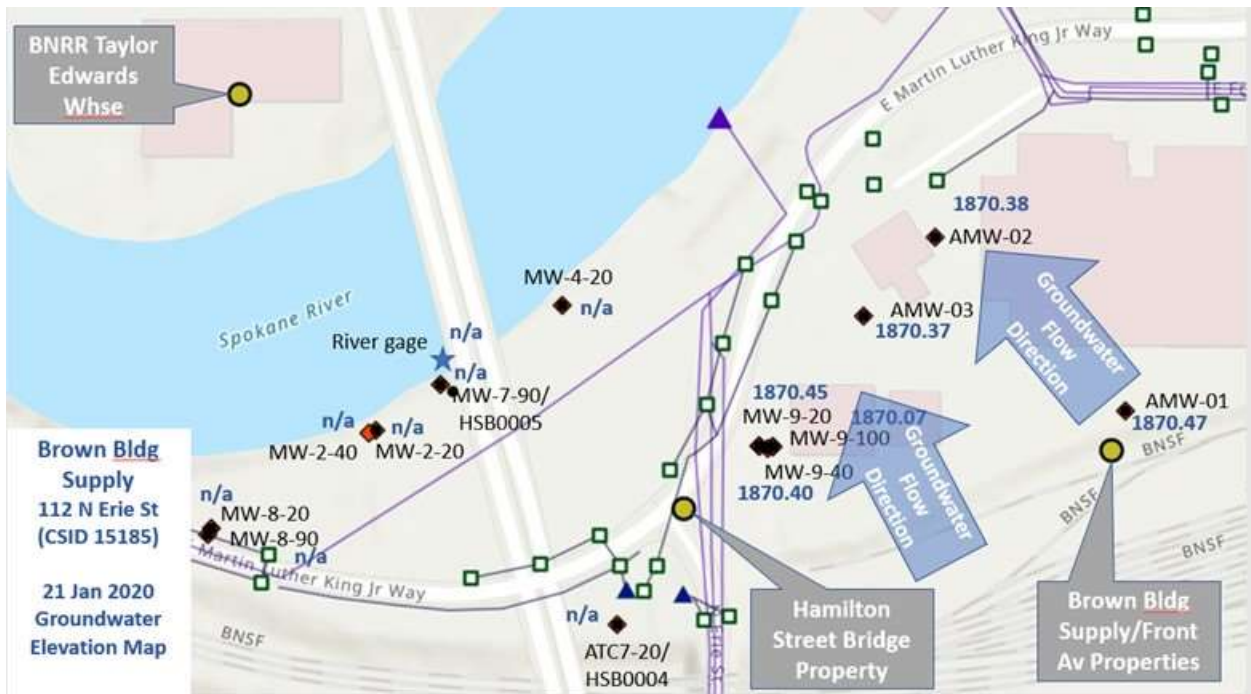 BNRR Taylor
Edwards
Whse
E Martin Luther King Jr Way
1870.38
AMW-02
MW-4-20
n/a
Spokane River
River gage
n/a
n/a
MW-7-90/
HSB0005
AMW-03
1870.37
Groundwater
Flow
Direction
AMW-01
1870.47
1870.45
MW-9-20
1870.07
MW-9-100
MW-9-40
1870.40
Groundwater
Flow
Direction
n/a
n/a
MW-2-40
MW-2-20
n/a
MW-8-20
MW-8-90
n/a
Martin Luther King Jr Way
BNSF
BNSF
BNSF
BNSF
n/a
ATC7-20/
HSB0004
Hamilton
Street Bridge
Property
Brown Bldg
Supply/Front
Av Properties
Brown Bldg
Supply
112 N Erie St
(CSID 15185)
21 Jan 2020
Groundwater
Elevation Map